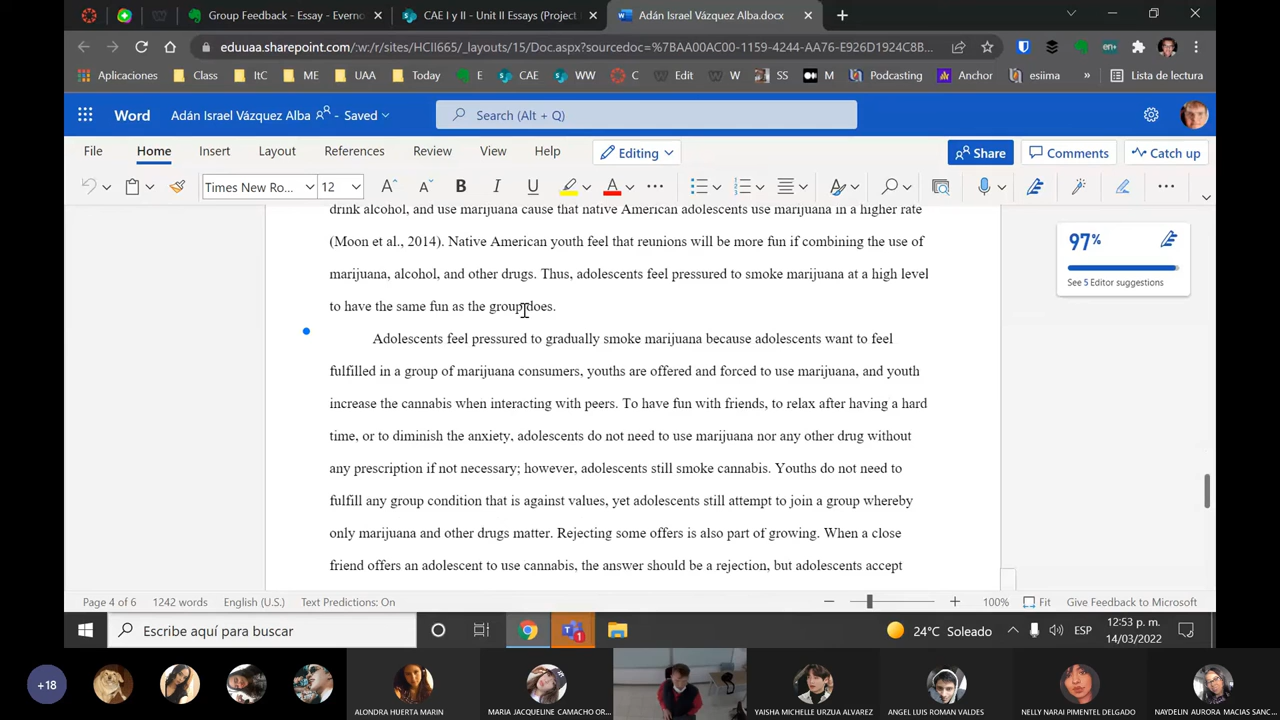 Group Feedback - Essay - Everno
CAE I y II - Unit II Essays (Project
Adán Israel Vázquez Alba.docx
eduuaa.sharepoint.com/:w:/r/sites/HCII665/_layouts/15/Doc.aspx?sourcedoc=%7BAA00AC00-1159-4244-AA76-E926D1924C8B...
Aplicaciones Class ItC ME UAA Today E CAE WW C Edit W SS M Podcasting Anchor esiima » Lista de lectura
Word Adán Israel Vázquez Alba - Saved Search (Alt + Q)
File Home Insert Layout References Review View Help Editing Share Comments Catch up
Times New Ro... 12 B I U A
drink alcohol, and use marijuana cause that native American adolescents use marijuana in a higher rate
(Moon et al., 2014). Native American youth feel that reunions will be more fun if combining the use of
marijuana, alcohol, and other drugs. Thus, adolescents feel pressured to smoke marijuana at a high level
to have the same fun as the group does.
97%
See 5 Editor suggestions
Adolescents feel pressured to gradually smoke marijuana because adolescents want to feel
fulfilled in a group of marijuana consumers, youths are offered and forced to use marijuana, and youth
increase the cannabis when interacting with peers. To have fun with friends, to relax after having a hard
time, or to diminish the anxiety, adolescents do not need to use marijuana nor any other drug without
any prescription if not necessary; however, adolescents still smoke cannabis. Youths do not need to
fulfill any group condition that is against values, yet adolescents still attempt to join a group whereby
only marijuana and other drugs matter. Rejecting some offers is also part of growing. When a close
friend offers an adolescent to use cannabis, the answer should be a rejection, but adolescents accept
Page 4 of 6 1242 words English (U.S.) Text Predictions: On 100% Fit Give Feedback to Microsoft
Escribe aquí para buscar 1 24°C Soleado ESP 12:53 p. m.
14/03/2022
+18 ALONDRA HUERTA MARIN MARIA JACQUELINE CAMACHO OR... YAISHA MICHELLE URZUA ALVAREZ ANGEL LUIS ROMAN VALDES NELLY NARAI PIMENTEL DELGADO NAYDELIN AURORA MACIAS SANC...